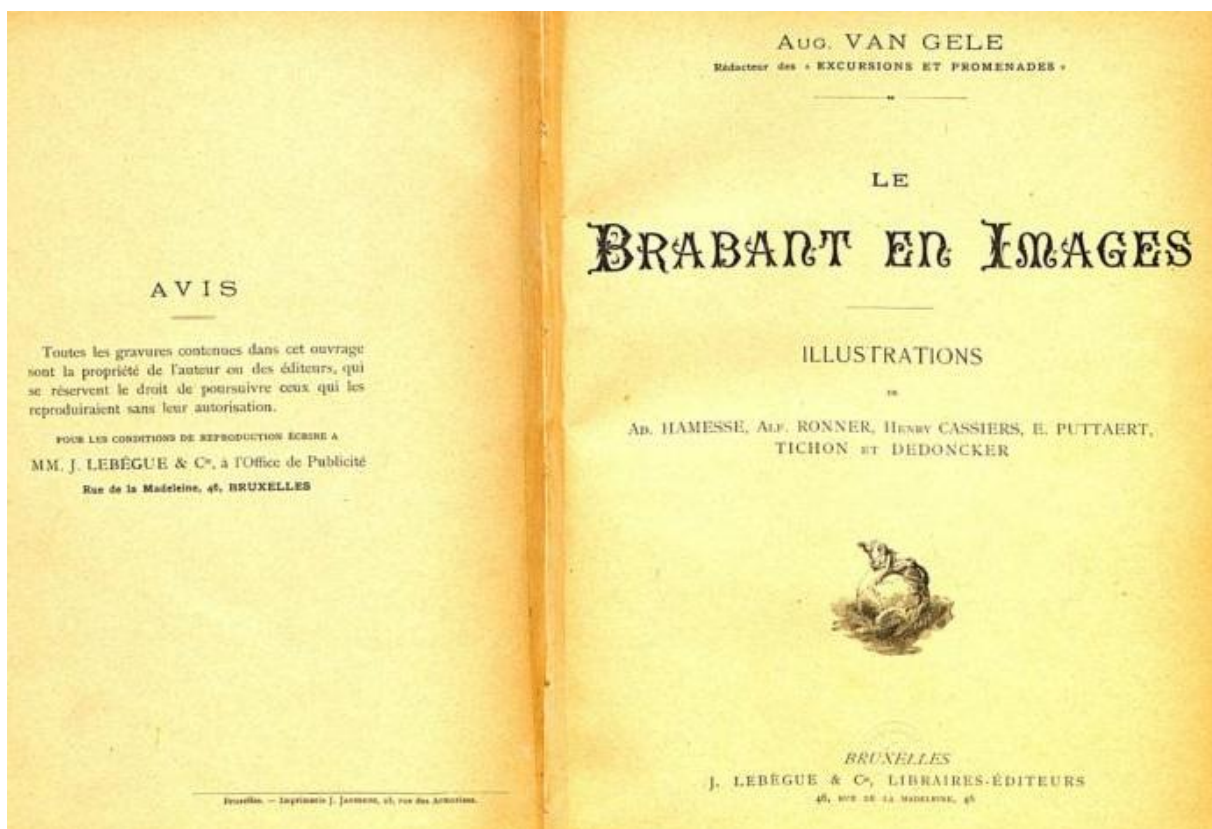 AVIS
Toutes les gravures contenues dans cet ouvrage
sont la propriété de l'auteur ou des éditeurs, qui
se réservent le droit de poursuivre ceux qui les
reproduiraient sans leur autorisation.
POUR LES CONDITIONS DE REPRODUCTION ÉCRIRE A
MM. J. LEBÈGUE & Cie, à l'Office de Publicité
Rue de la Madeleine, 46, BRUXELLES
Bruxelles. — Imprimerie J. rue des Armuriers.
AUG. VAN GELE
Rédacteur des « EXCURSIONS ET PROMENADES »
LE
BRABANT EN IMAGES
ILLUSTRATIONS
DE
AD. HAMESSE, ALF. RONNER, HENRY CASSIERS, E. PUTTAERT,
TICHON ET DEDONCKER
BRUXELLES
J. LEBÈGUE & Cie, LIBRAIRES-ÉDITEURS
46, RUE DE LA MADELEINE, 46